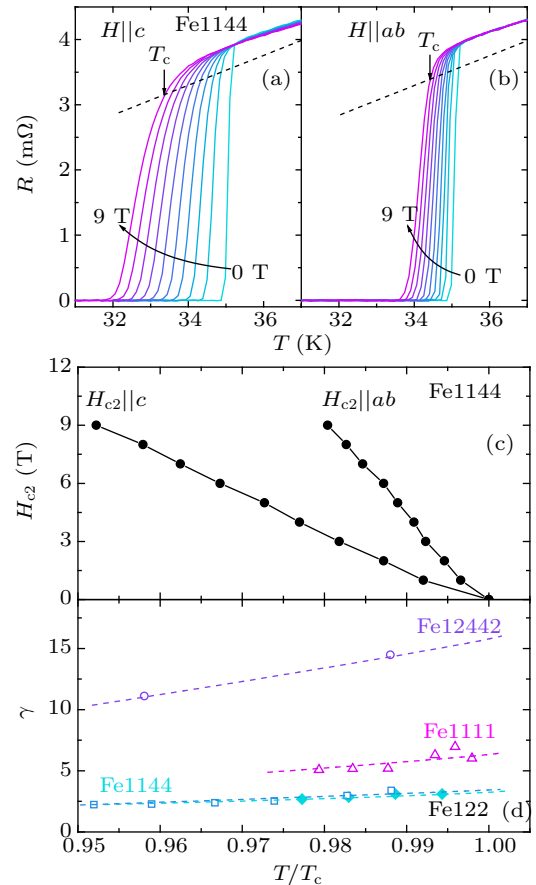 H||c Fe1144
H||ab
T_c
T_c
(a)
(b)
9 T
0 T
9 T
0 T
R (mΩ)
4
3
2
1
0
32 34 36
32 34 36
T (K)
H_c2||c
H_c2||ab
Fe1144
(c)
H_c2 (T)
12
9
6
3
0
Fe12442
Fe1111
Fe1144
Fe122
(d)
γ
15
10
5
0
0.95 0.96 0.97 0.98 0.99 1.00
T/T_c